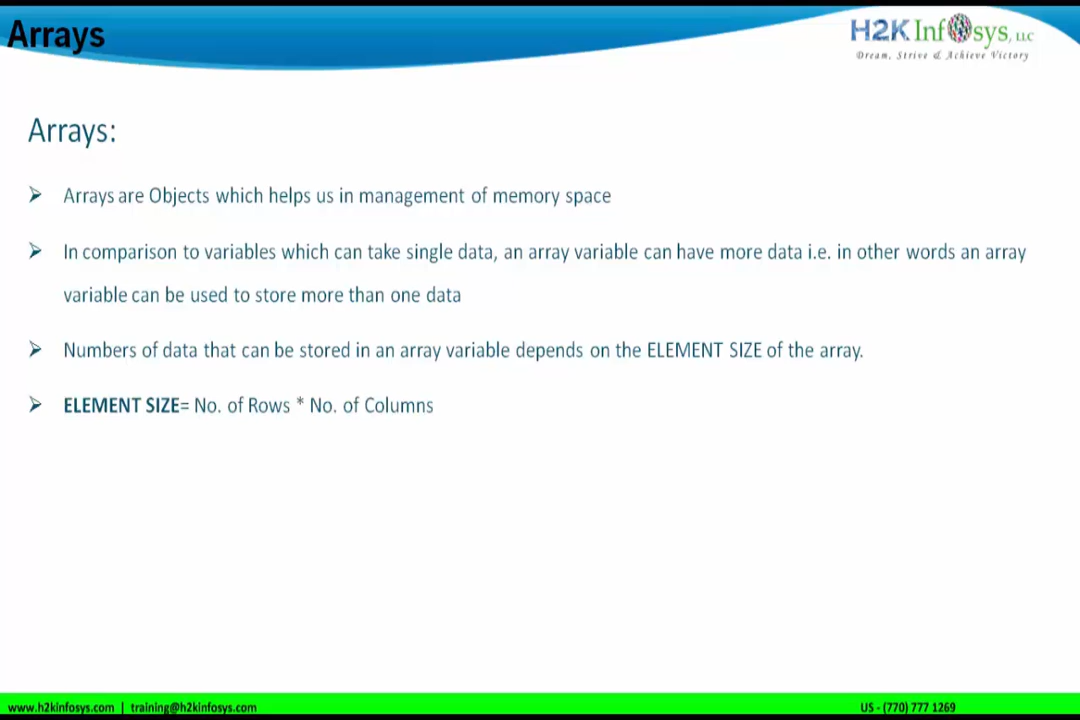 Arrays
H2K Infosys, LLC
Dream, Strive & Achieve Victory
Arrays:
➢ Arrays are Objects which helps us in management of memory space
➢ In comparison to variables which can take single data, an array variable can have more data i.e. in other words an array
variable can be used to store more than one data
➢ Numbers of data that can be stored in an array variable depends on the ELEMENT SIZE of the array.
➢ ELEMENT SIZE= No. of Rows * No. of Columns
www.h2kinfosys.com | training@h2kinfosys.com
US - (770) 777 1269